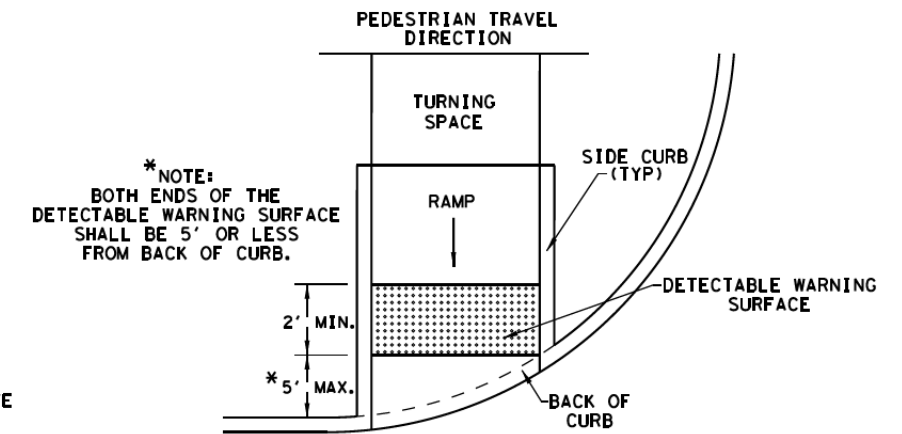 PEDESTRIAN TRAVEL
DIRECTION
TURNING
SPACE
SIDE CURB
(TYP)
*NOTE:
BOTH ENDS OF THE
DETECTABLE WARNING SURFACE
SHALL BE 5' OR LESS
FROM BACK OF CURB.
RAMP
DETECTABLE WARNING
SURFACE
2' MIN.
*5' MAX.
BACK OF
CURB
E